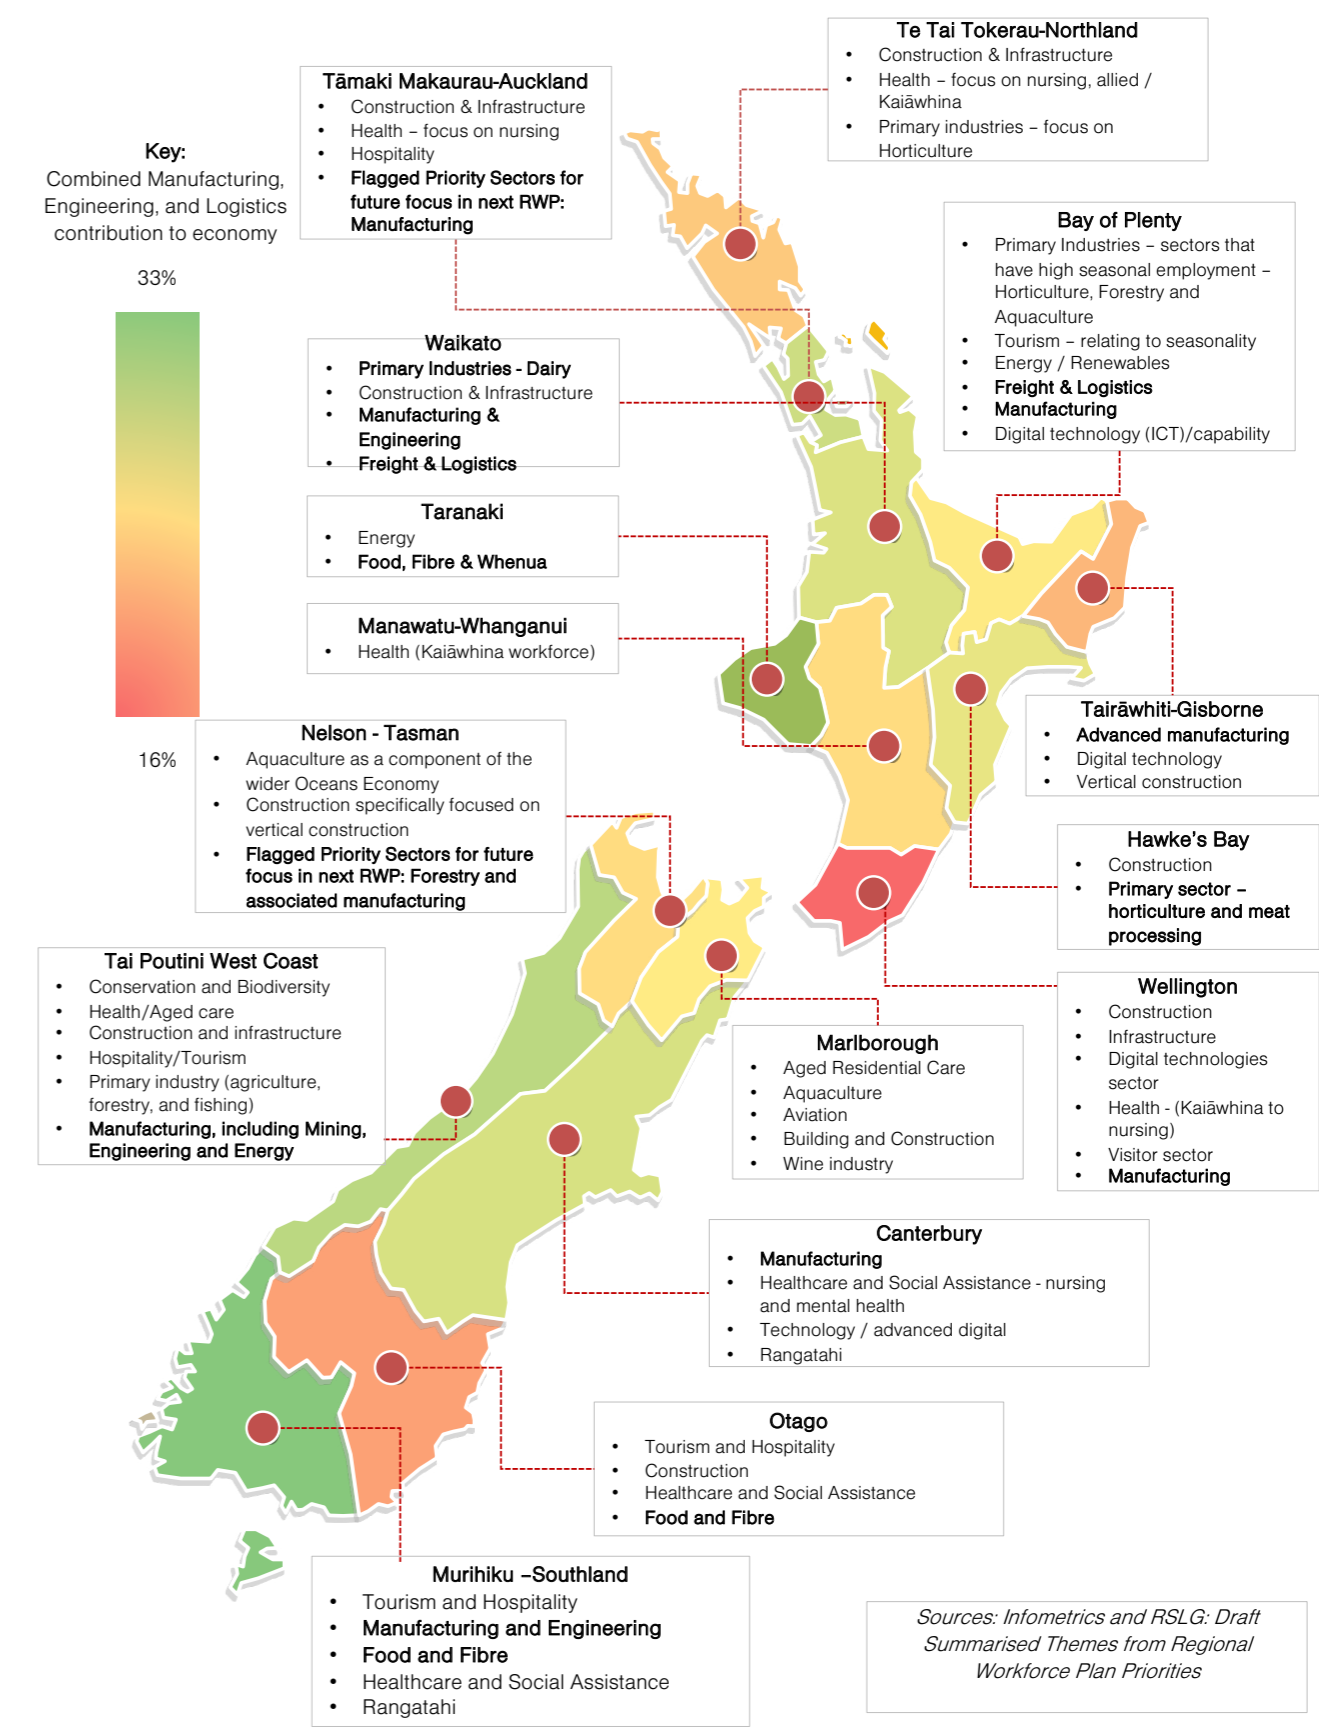 Te Tai Tokerau-Northland
• Construction & Infrastructure
• Health – focus on nursing, allied /
Kaiāwhina
• Primary industries – focus on
Horticulture
Tāmaki Makaurau-Auckland
• Construction & Infrastructure
• Health – focus on nursing
• Hospitality
• Flagged Priority Sectors for
future focus in next RWP:
Manufacturing
Key:
Combined Manufacturing,
Engineering, and Logistics
contribution to economy
33%
16%
Bay of Plenty
• Primary Industries – sectors that
have high seasonal employment –
Horticulture, Forestry and
Aquaculture
• Tourism – relating to seasonality
• Energy / Renewables
• Freight & Logistics
• Manufacturing
• Digital technology (ICT)/capability
Waikato
• Primary Industries - Dairy
• Construction & Infrastructure
• Manufacturing &
Engineering
• Freight & Logistics
Taranaki
• Energy
• Food, Fibre & Whenua
Manawatu-Whanganui
• Health (Kaiāwhina workforce)
Tairāwhiti-Gisborne
• Advanced manufacturing
• Digital technology
• Vertical construction
Nelson - Tasman
• Aquaculture as a component of the
wider Oceans Economy
• Construction specifically focused on
vertical construction
• Flagged Priority Sectors for future
focus in next RWP: Forestry and
associated manufacturing
Hawke's Bay
• Construction
• Primary sector –
horticulture and meat
processing
Tai Poutini West Coast
• Conservation and Biodiversity
• Health/Aged care
• Construction and infrastructure
• Hospitality/Tourism
• Primary industry (agriculture,
forestry, and fishing)
• Manufacturing, including Mining,
Engineering and Energy
Wellington
• Construction
• Infrastructure
• Digital technologies
sector
• Health - (Kaiāwhina to
nursing)
• Visitor sector
• Manufacturing
Marlborough
• Aged Residential Care
• Aquaculture
• Aviation
• Building and Construction
• Wine industry
Canterbury
• Manufacturing
• Healthcare and Social Assistance - nursing
and mental health
• Technology / advanced digital
• Rangatahi
Otago
• Tourism and Hospitality
• Construction
• Healthcare and Social Assistance
• Food and Fibre
Murihiku –Southland
• Tourism and Hospitality
• Manufacturing and Engineering
• Food and Fibre
• Healthcare and Social Assistance
• Rangatahi
Sources: Infometrics and RSLG: Draft
Summarised Themes from Regional
Workforce Plan Priorities